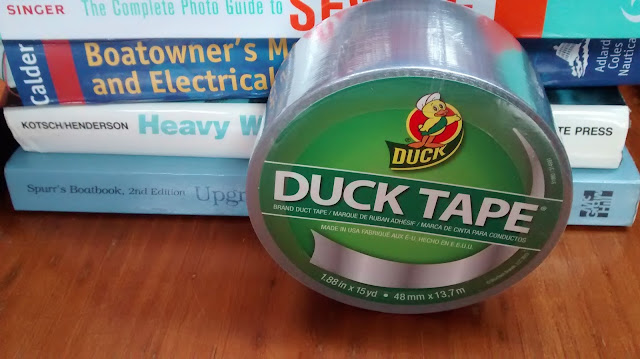 SINGER The Complete Photo Guide to
SE
Calder
Boatowner's M
and Electrical
Adlard
Coles
Nautica
KOTSCH-HENDERSON Heavy W
TE PRESS
Spurr's Boatbook, 2nd Edition Upgr
DUCK
DUCK TAPE
BRAND DUCT TAPE / MARQUE DE RUBAN ADHÉSIF / MARCA DE CINTA PARA CONDUCTOS
MADE IN USA FABRIQUÉ AUX É.-U. HECHO EN E.E.U.U.
1.88 in x 15 yd • 48 mm x 13,7 m